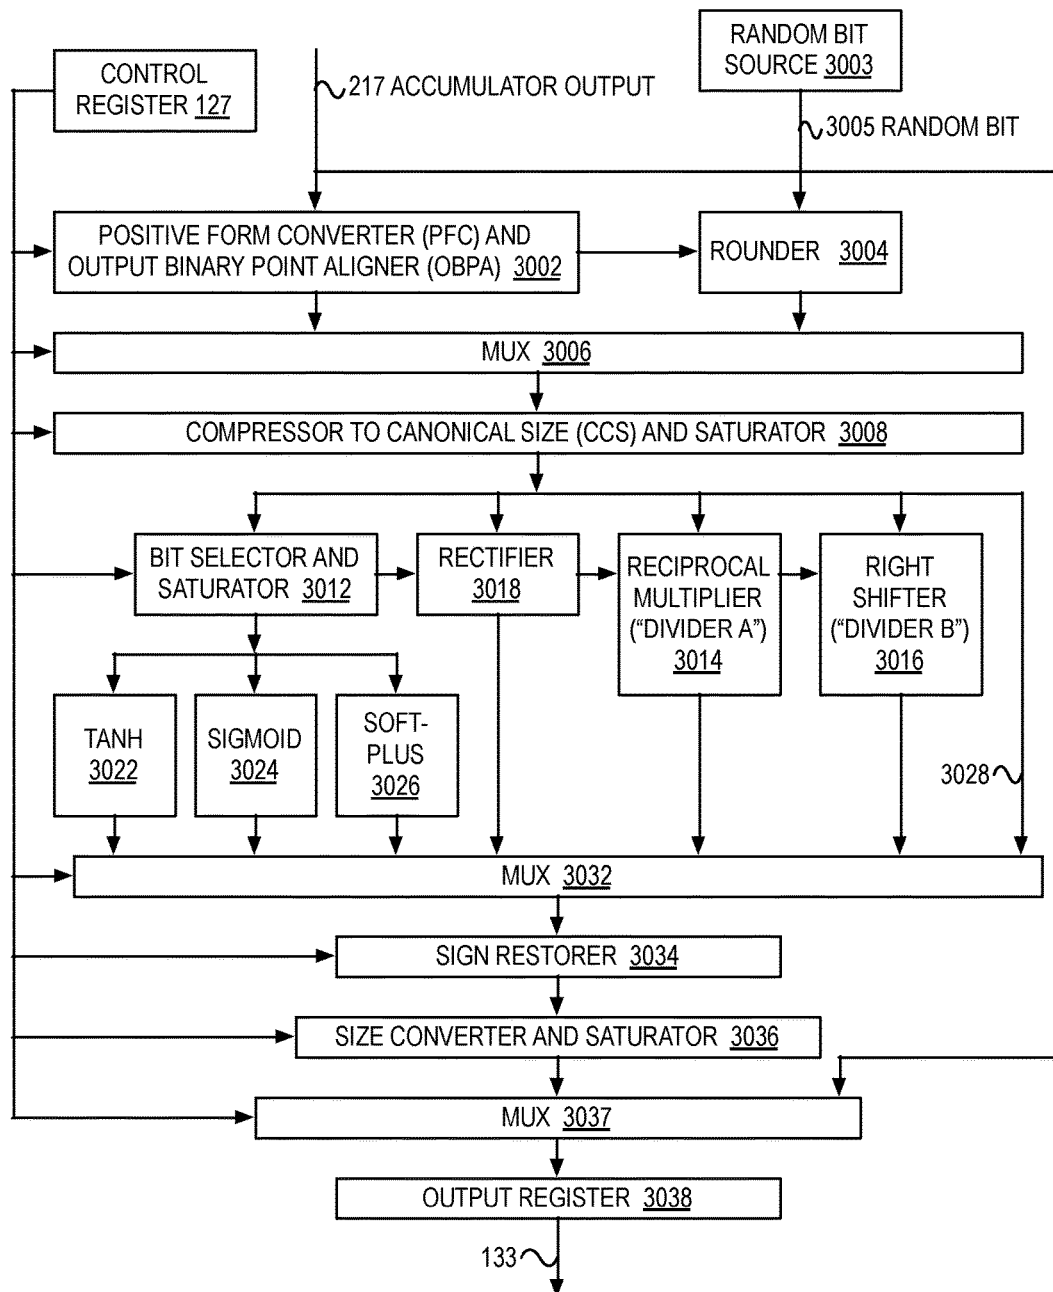 CONTROL
REGISTER 127
217 ACCUMULATOR OUTPUT
RANDOM BIT
SOURCE 3003
3005 RANDOM BIT
POSITIVE FORM CONVERTER (PFC) AND
OUTPUT BINARY POINT ALIGNER (OBPA) 3002
ROUNDER 3004
MUX 3006
COMPRESSOR TO CANONICAL SIZE (CCS) AND SATURATOR 3008
BIT SELECTOR AND
SATURATOR 3012
RECTIFIER
3018
RECIPROCAL
MULTIPLIER
(“DIVIDER A”)
3014
RIGHT
SHIFTER
(“DIVIDER B”)
3016
TANH
3022
SIGMOID
3024
SOFT-
PLUS
3026
3028
MUX 3032
SIGN RESTORER 3034
SIZE CONVERTER AND SATURATOR 3036
MUX 3037
OUTPUT REGISTER 3038
133